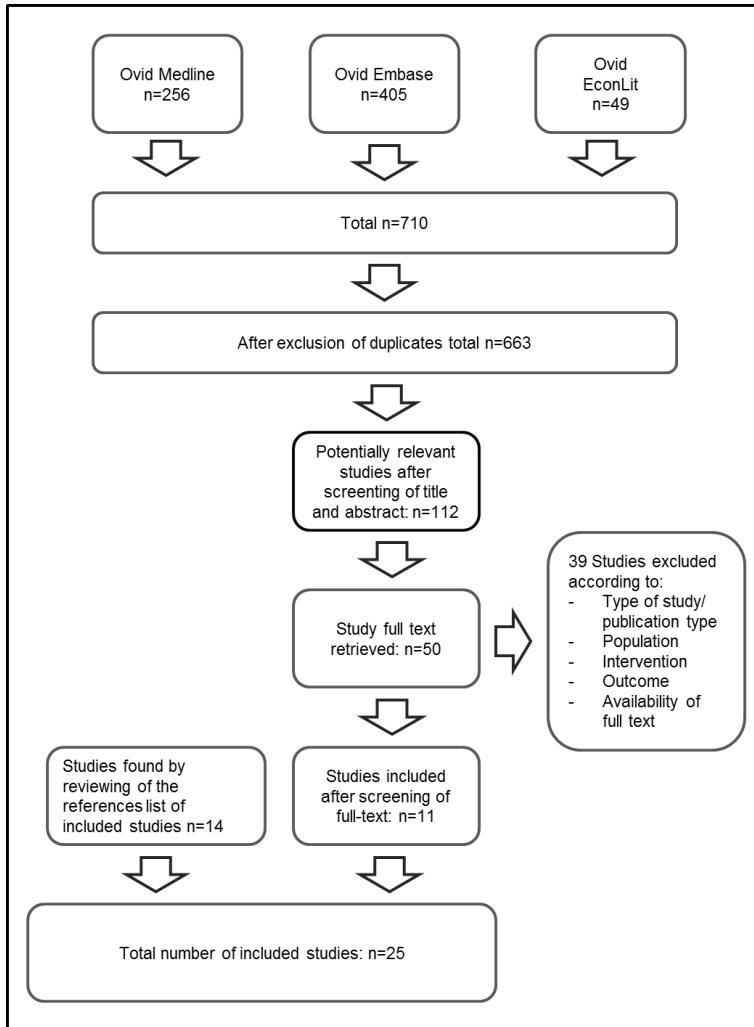 Ovid Medline
n=256
Ovid Embase
n=405
Ovid
EconLit
n=49
Total n=710
After exclusion of duplicates total n=663
Potentially relevant
studies after
screenting of title
and abstract: n=112
Study full text
retrieved: n=50
39 Studies excluded
according to:
- Type of study/
publication type
- Population
- Intervention
- Outcome
- Availability of
full text
Studies found by
reviewing of the
references list of
included studies n=14
Studies included
after screening of
full-text: n=11
Total number of included studies: n=25